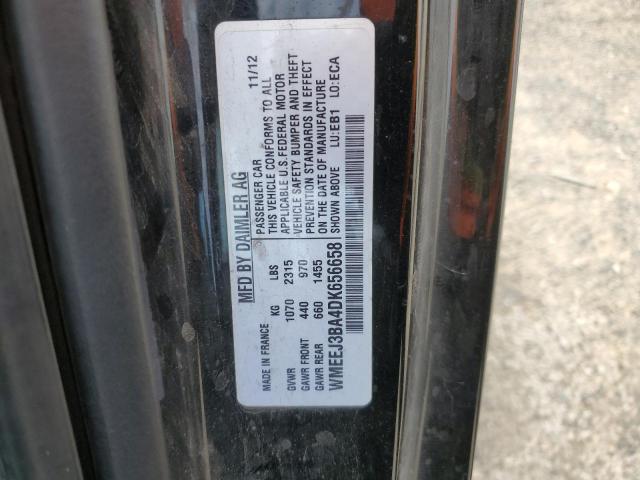 MFD BY DAIMLER AG 11/12
MADE IN FRANCE
PASSENGER CAR
KG LBS
THIS VEHICLE CONFORMS TO ALL
GVWR 1070 2315
APPLICABLE U.S.FEDERAL MOTOR
VEHICLE SAFETY BUMPER AND THEFT
GAWR FRONT 440 970
PREVENTION STANDARDS IN EFFECT
GAWR REAR 660 1455
ON THE DATE OF MANUFACTURE
SHOWN ABOVE LU:EB1 LO:ECA
WMEEJ3BA4DK656658